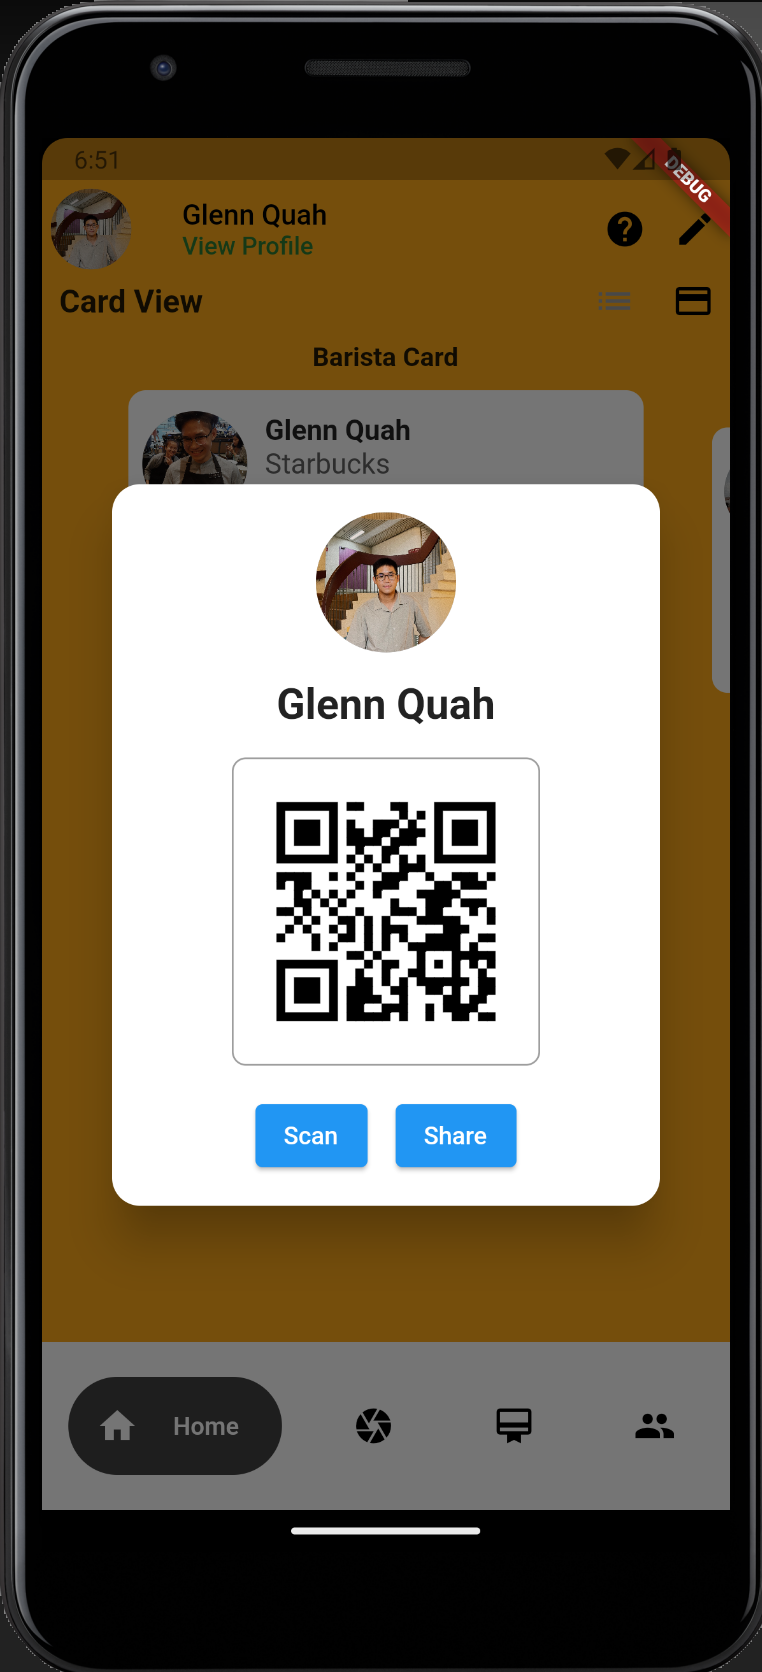 6:51
DEBUG
Glenn Quah
View Profile
Card View
Barista Card
Glenn Quah
Starbucks
Glenn Quah
Scan
Share
Home